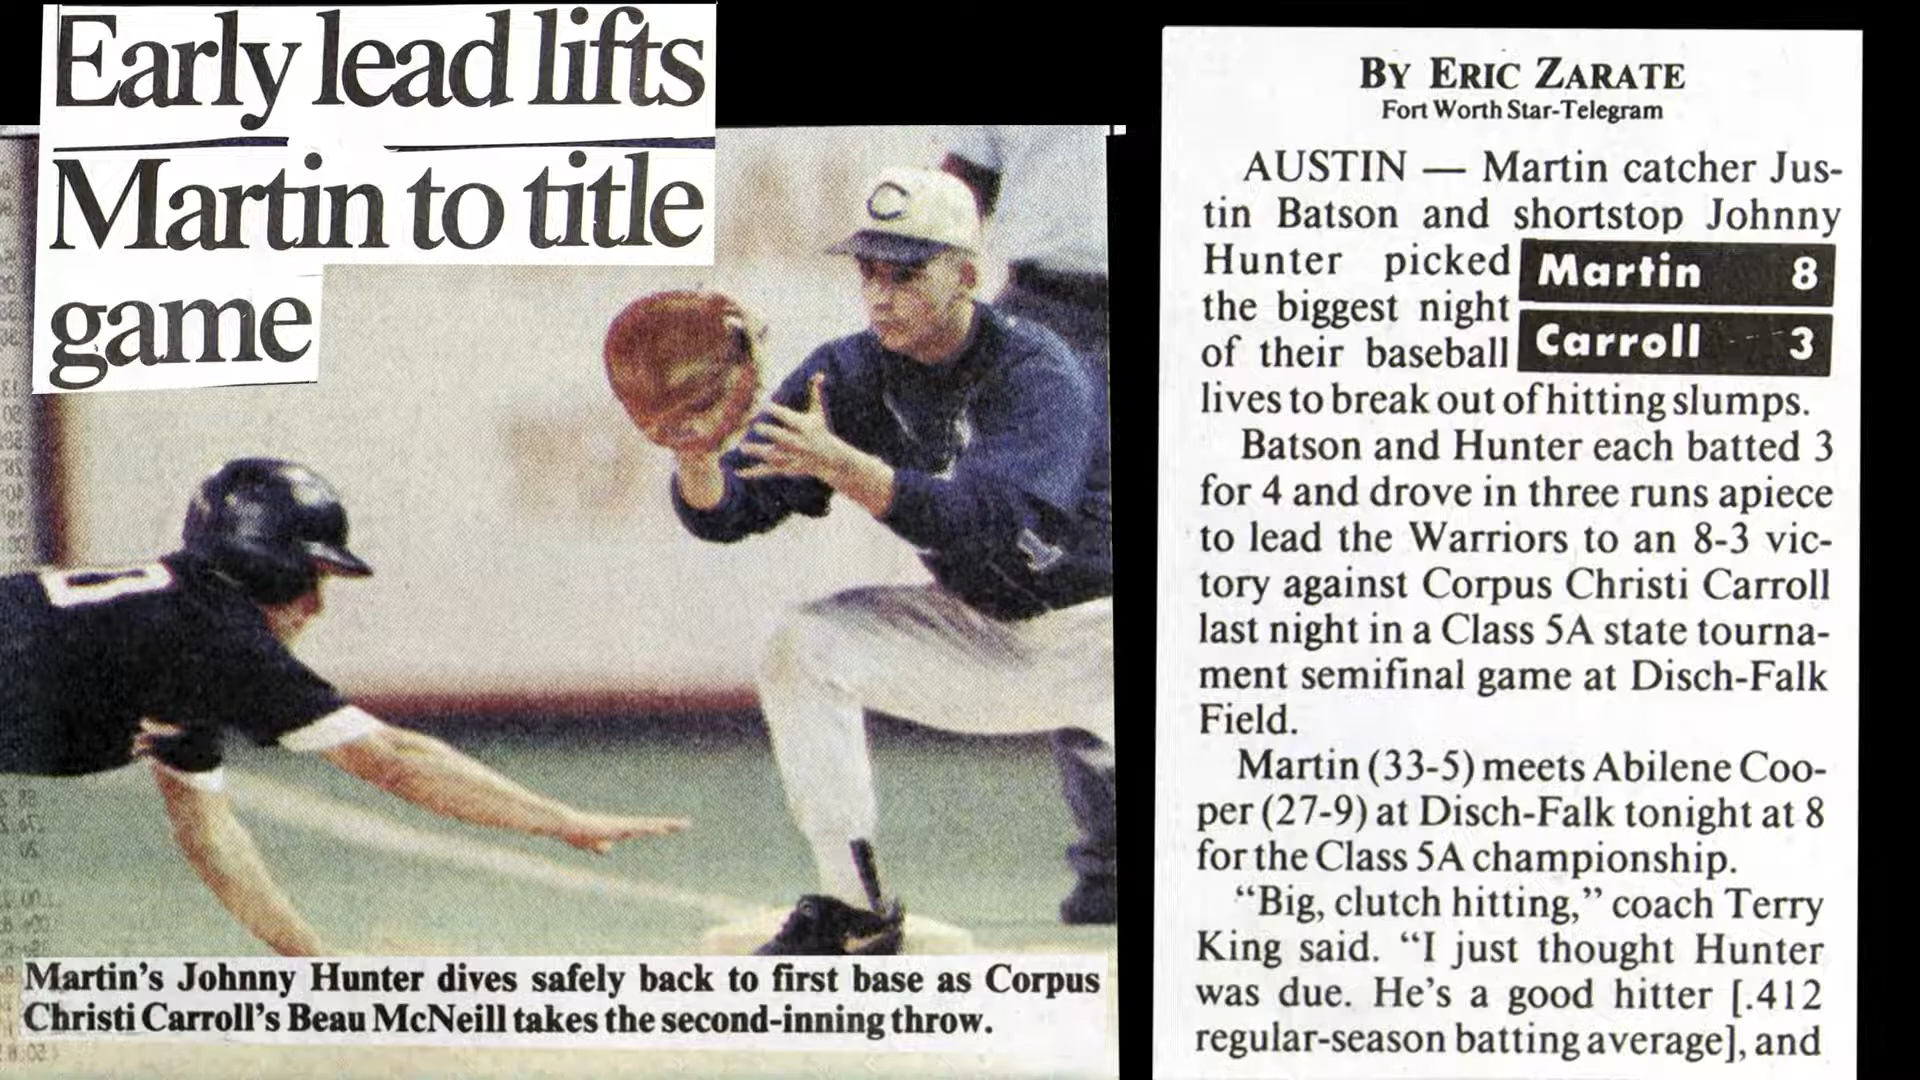 Early lead lifts
Martin to title
game
C
Martin's Johnny Hunter dives safely back to first base as Corpus
Christi Carroll's Beau McNeill takes the second-inning throw.
BY ERIC ZARATE
Fort Worth Star-Telegram
AUSTIN — Martin catcher Jus-
tin Batson and shortstop Johnny
Hunter picked
the biggest night
of their baseball
Martin 8
Carroll 3
lives to break out of hitting slumps.
Batson and Hunter each batted 3
for 4 and drove in three runs apiece
to lead the Warriors to an 8-3 vic-
tory against Corpus Christi Carroll
last night in a Class 5A state tourna-
ment semifinal game at Disch-Falk
Field.
Martin (33-5) meets Abilene Coo-
per (27-9) at Disch-Falk tonight at 8
for the Class 5A championship.
“Big, clutch hitting,” coach Terry
King said. “I just thought Hunter
was due. He’s a good hitter [.412
regular-season batting average], and